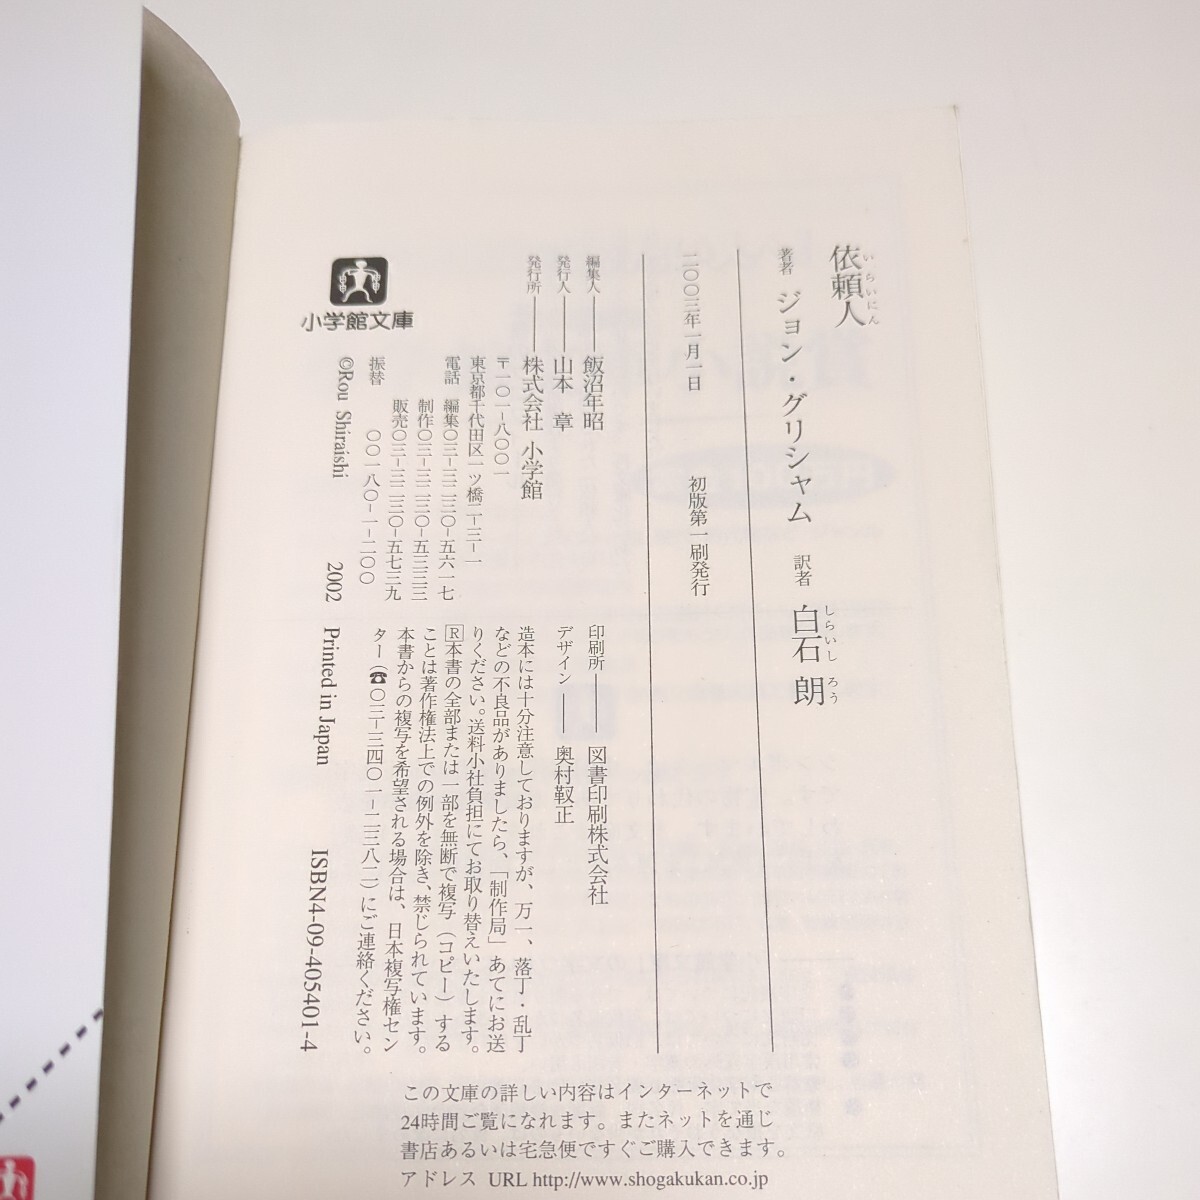 依頼人
いらいにん
著者 ジョン・グリシャム 訳者 白石 朗
しらいし ろう
二〇〇三年一月一日 初版第一刷発行
編集人――飯沼年昭
発行人――山本 章
発行所――株式会社 小学館
〒一〇一-八〇〇一
東京都千代田区一ツ橋二-三-一
電話 編集〇三-三二三〇-五六一七
制作〇三-三二三〇-五三三三
販売〇三-三二三〇-五七三九
振替 〇〇一八〇-一-二〇〇
印刷所――図書印刷株式会社
デザイン――奥村靫正
造本には十分注意しておりますが、万一、落丁・乱丁
などの不良品がありましたら、「制作局」あてにお送
りください。送料小社負担にてお取り替えいたします。
R本書の全部または一部を無断で複写(コピー)する
ことは著作権法上での例外を除き、禁じられています。
本書からの複写を希望される場合は、日本複写権セン
ター(☎〇三-三四〇一-二三八二)にご連絡ください。
©Rou Shiraishi 2002 Printed in Japan
ISBN4-09-405401-4
小学館文庫
この文庫の詳しい内容はインターネットで
24時間ご覧になれます。またネットを通じ
書店あるいは宅急便ですぐご購入できます。
アドレス URL http://www.shogakukan.co.jp